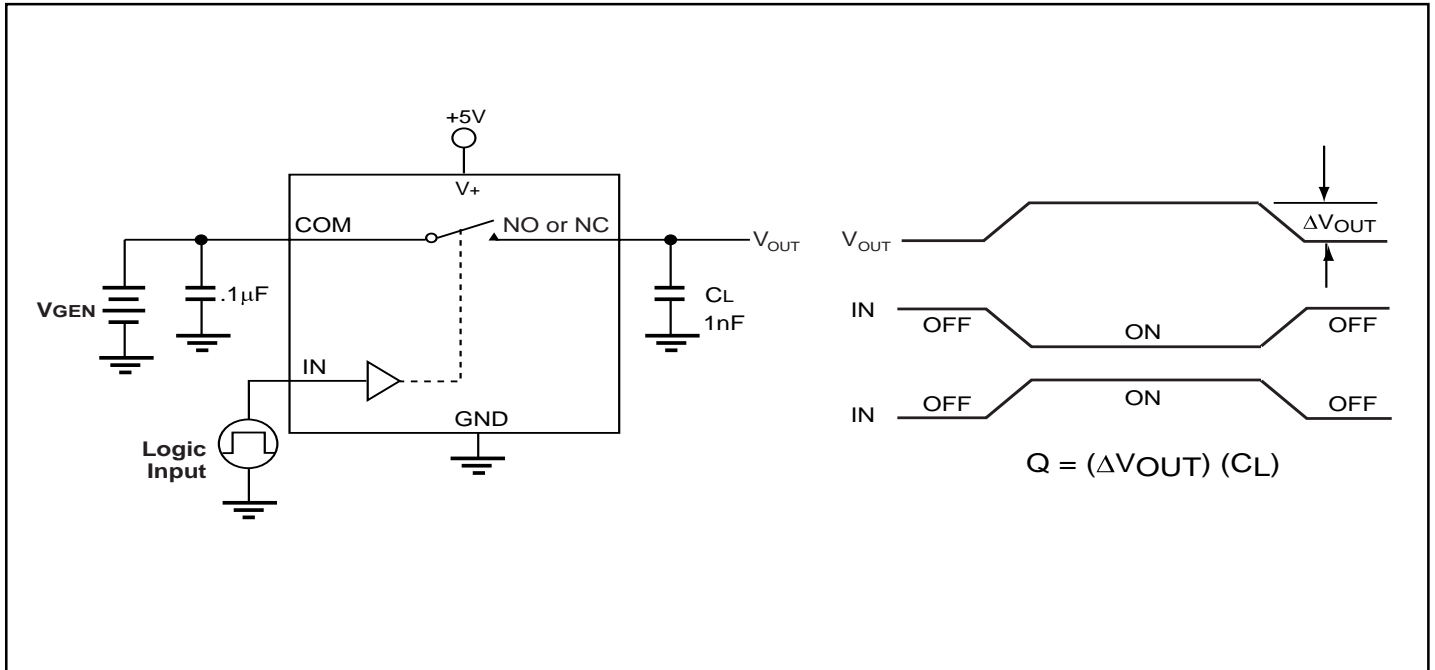 +5V
V+
COM
NO or NC
VOUT
VGEN
.1µF
CL
1nF
IN
GND
Logic
Input
VOUT
ΔVOUT
IN
OFF
ON
OFF
IN
OFF
ON
OFF
Q = (ΔVOUT) (CL)